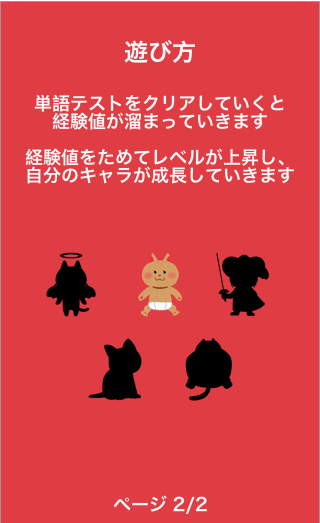 遊び方
単語テストをクリアしていくと
経験値が溜まっていきます
経験値をためてレベルが上昇し、
自分のキャラが成長していきます
ページ 2/2